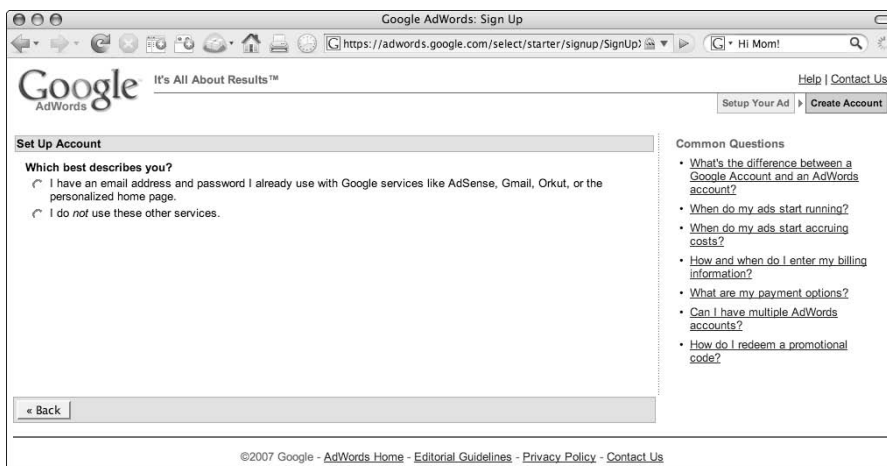 Google AdWords: Sign Up
https://adwords.google.com/select/starter/signup/SignUp
Hi Mom!
Google
AdWords
It's All About Results™
Help | Contact Us
Setup Your Ad
Create Account
Set Up Account
Which best describes you?
I have an email address and password I already use with Google services like AdSense, Gmail, Orkut, or the
personalized home page.
I do not use these other services.
Common Questions
• What's the difference between a
Google Account and an AdWords
account?
• When do my ads start running?
• When do my ads start accruing
costs?
• How and when do I enter my billing
information?
• What are my payment options?
• Can I have multiple AdWords
accounts?
• How do I redeem a promotional
code?
« Back
©2007 Google - AdWords Home - Editorial Guidelines - Privacy Policy - Contact Us